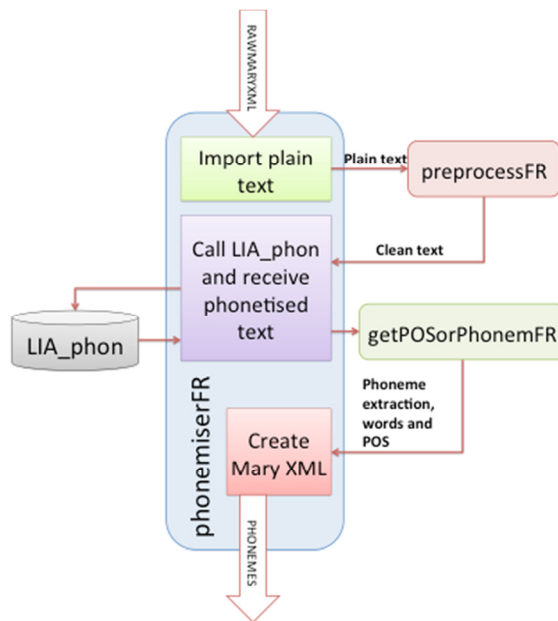 RAWMARYXML
Import plain
text
Plain text
preprocessFR
Clean text
Call LIA_phon
and receive
phonetised
text
LIA_phon
getPOSorPhonemFR
Phoneme
extraction,
words and
POS
Create
Mary XML
phonemiserFR
PHONEMES